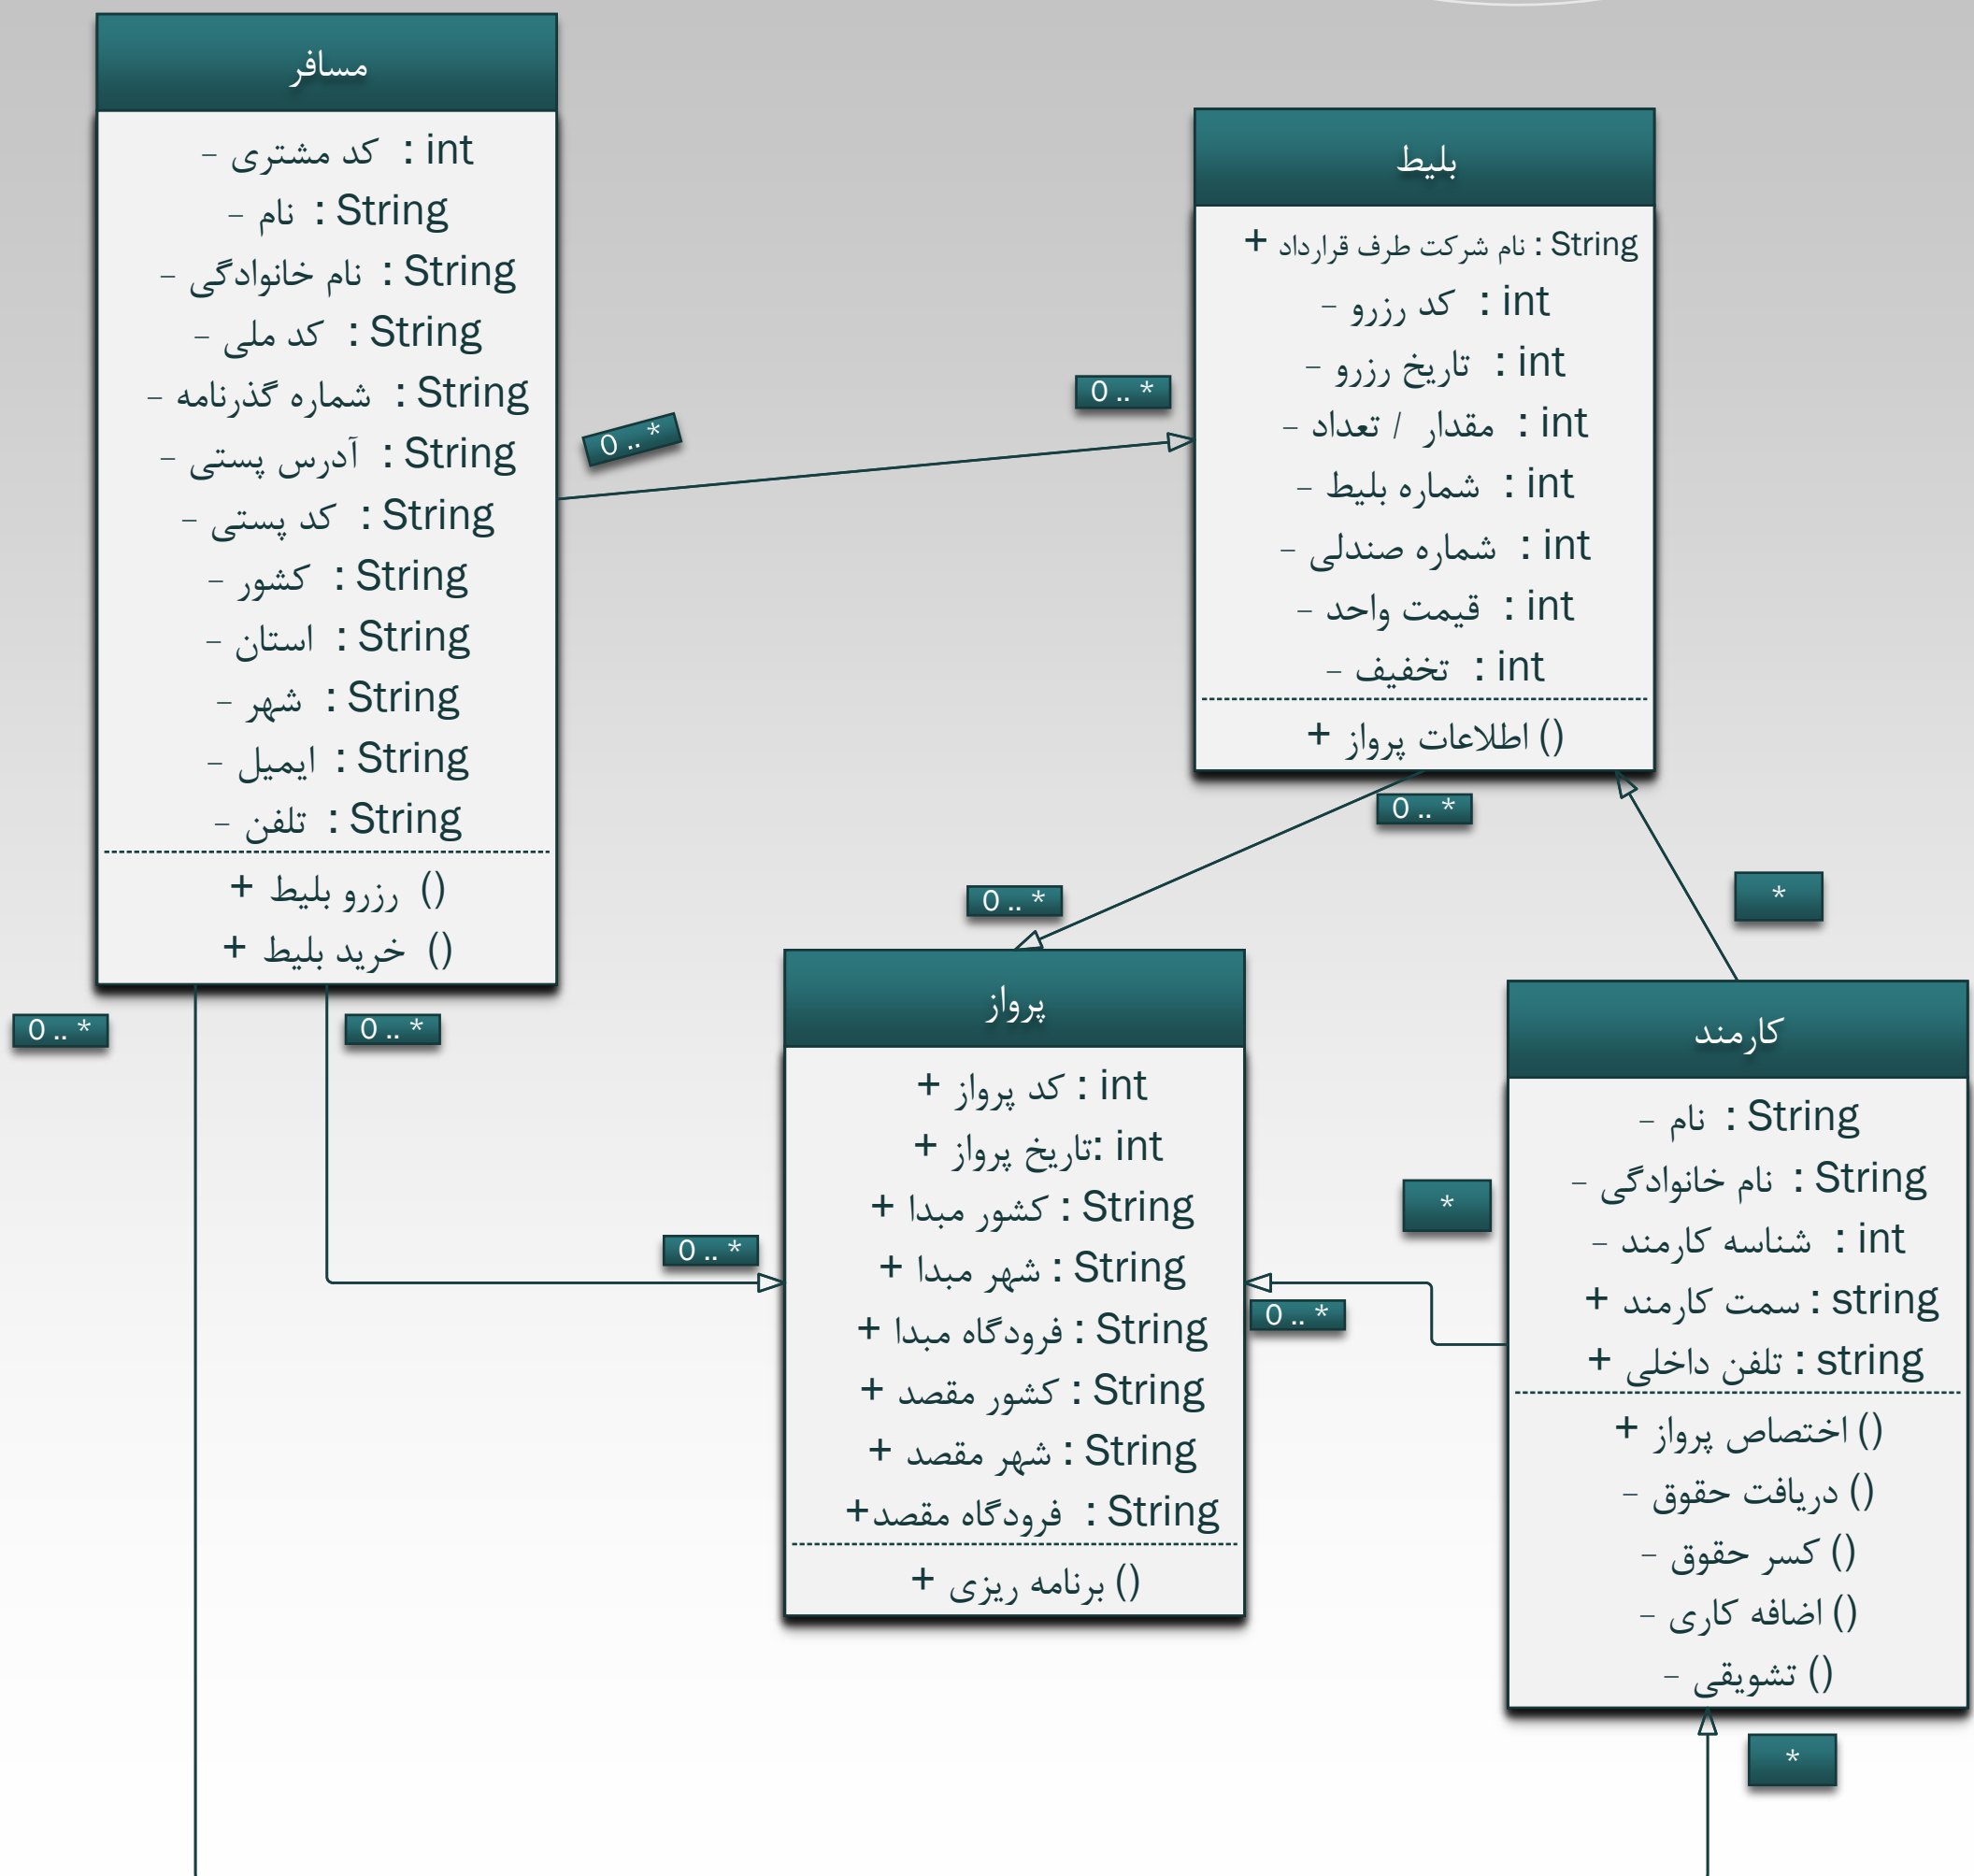 مسافر
- کد مشتری : int
- نام : String
- نام خانوادگی : String
- کد ملی : String
- شماره گذرنامه : String
- آدرس پستی : String
- کد پستی : String
- کشور : String
- استان : String
- شهر : String
- ایمیل : String
- تلفن : String
+ رزرو بلیط ()
+ خرید بلیط ()
بلیط
+ نام شرکت طرف قرارداد : String
- کد رزرو : int
- تاریخ رزرو : int
- مقدار / تعداد : int
- شماره بلیط : int
- شماره صندلی : int
- قیمت واحد : int
- تخفیف : int
+ اطلاعات پرواز ()
0 .. *
0 .. *
0 .. *
0 .. *
*
0 .. *
0 .. *
پرواز
+ کد پرواز : int
+ تاریخ پرواز: int
+ کشور مبدا : String
+ شهر مبدا : String
+ فرودگاه مبدا : String
+ کشور مقصد : String
+ شهر مقصد : String
+فرودگاه مقصد : String
+ برنامه ریزی ()
کارمند
- نام : String
- نام خانوادگی : String
- شناسه کارمند : int
+ سمت کارمند : string
+ تلفن داخلی : string
+ اختصاص پرواز ()
- دریافت حقوق ()
- کسر حقوق ()
- اضافه کاری ()
- تشویقی ()
*
0 .. *
0 .. *
*